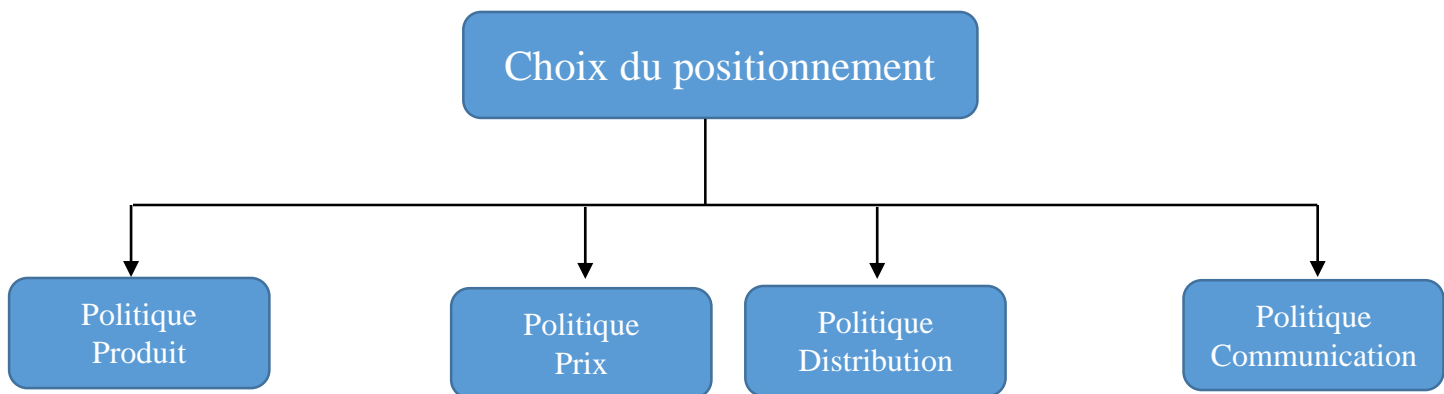 Choix du positionnement
Politique
Produit
Politique
Prix
Politique
Distribution
Politique
Communication